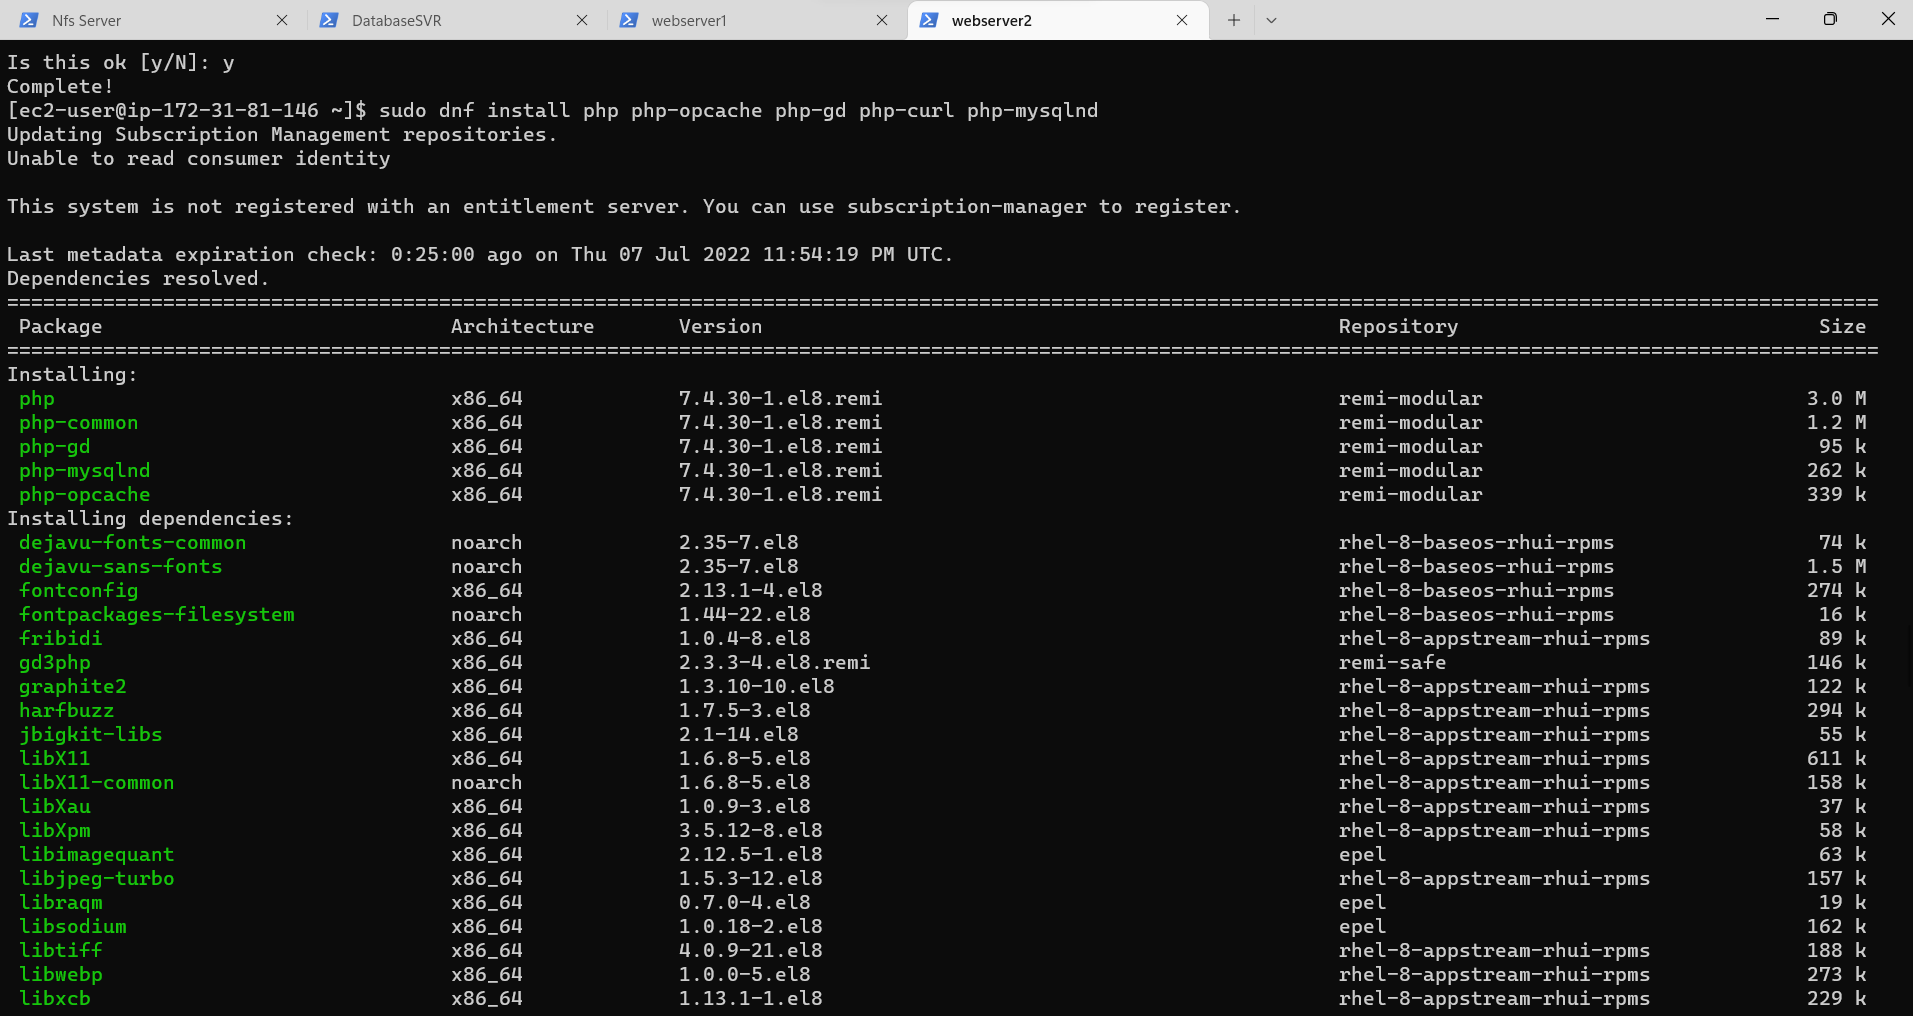 Nfs Server DatabaseSVR webserver1 webserver2
Is this ok [y/N]: y
Complete!
[ec2-user@ip-172-31-81-146 ~]$ sudo dnf install php php-opcache php-gd php-curl php-mysqlnd
Updating Subscription Management repositories.
Unable to read consumer identity
This system is not registered with an entitlement server. You can use subscription-manager to register.
Last metadata expiration check: 0:25:00 ago on Thu 07 Jul 2022 11:54:19 PM UTC.
Dependencies resolved.
================================================================================
Package Architecture Version Repository Size
================================================================================
Installing:
php x86_64 7.4.30-1.el8.remi remi-modular 3.0 M
php-common x86_64 7.4.30-1.el8.remi remi-modular 1.2 M
php-gd x86_64 7.4.30-1.el8.remi remi-modular 95 k
php-mysqlnd x86_64 7.4.30-1.el8.remi remi-modular 262 k
php-opcache x86_64 7.4.30-1.el8.remi remi-modular 339 k
Installing dependencies:
dejavu-fonts-common noarch 2.35-7.el8 rhel-8-baseos-rhui-rpms 74 k
dejavu-sans-fonts noarch 2.35-7.el8 rhel-8-baseos-rhui-rpms 1.5 M
fontconfig x86_64 2.13.1-4.el8 rhel-8-baseos-rhui-rpms 274 k
fontpackages-filesystem noarch 1.44-22.el8 rhel-8-baseos-rhui-rpms 16 k
fribidi x86_64 1.0.4-8.el8 rhel-8-appstream-rhui-rpms 89 k
gd3php x86_64 2.3.3-4.el8.remi remi-safe 146 k
graphite2 x86_64 1.3.10-10.el8 rhel-8-appstream-rhui-rpms 122 k
harfbuzz x86_64 1.7.5-3.el8 rhel-8-appstream-rhui-rpms 294 k
jbigkit-libs x86_64 2.1-14.el8 rhel-8-appstream-rhui-rpms 55 k
libX11 x86_64 1.6.8-5.el8 rhel-8-appstream-rhui-rpms 611 k
libX11-common noarch 1.6.8-5.el8 rhel-8-appstream-rhui-rpms 158 k
libXau x86_64 1.0.9-3.el8 rhel-8-appstream-rhui-rpms 37 k
libXpm x86_64 3.5.12-8.el8 rhel-8-appstream-rhui-rpms 58 k
libimagequant x86_64 2.12.5-1.el8 epel 63 k
libjpeg-turbo x86_64 1.5.3-12.el8 rhel-8-appstream-rhui-rpms 157 k
libraqm x86_64 0.7.0-4.el8 epel 19 k
libsodium x86_64 1.0.18-2.el8 epel 162 k
libtiff x86_64 4.0.9-21.el8 rhel-8-appstream-rhui-rpms 188 k
libwebp x86_64 1.0.0-5.el8 rhel-8-appstream-rhui-rpms 273 k
libxcb x86_64 1.13.1-1.el8 rhel-8-appstream-rhui-rpms 229 k